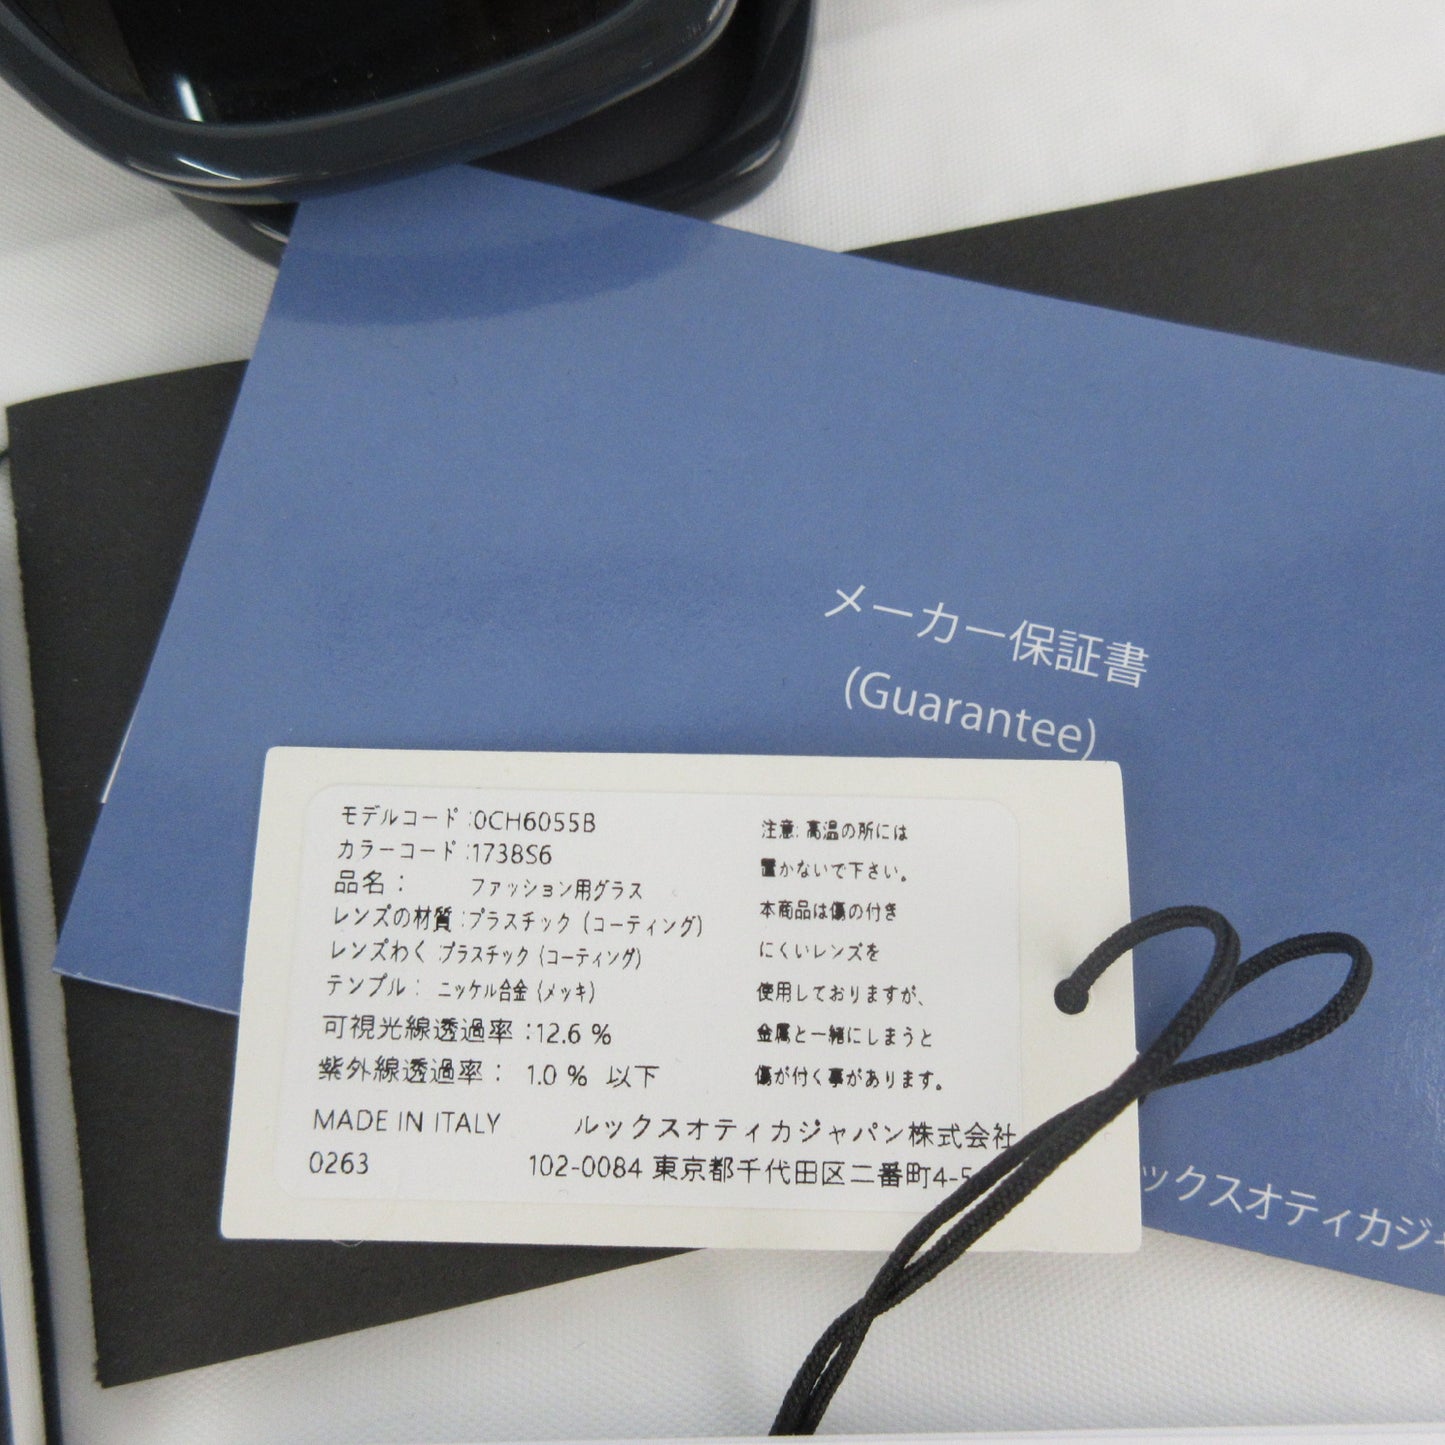 メーカー保証書
(Guarantee)
モデルコード:0CH6055B
カラーコード:1738S6
品名: ファッション用グラス
レンズの材質:プラスチック (コーティング)
レンズわく:プラスチック (コーティング)
テンプル: ニッケル合金 (メッキ)
可視光線透過率:12.6 %
紫外線透過率: 1.0 % 以下
MADE IN ITALY
0263
注意:高温の所には
置かないで下さい。
本商品は傷の付き
にくいレンズを
使用しておりますが、
金属と一緒にしまうと
傷が付く事があります。
ルックスオティカジャパン株式会社
102-0084 東京都千代田区二番町4-5
ックスオティカジ